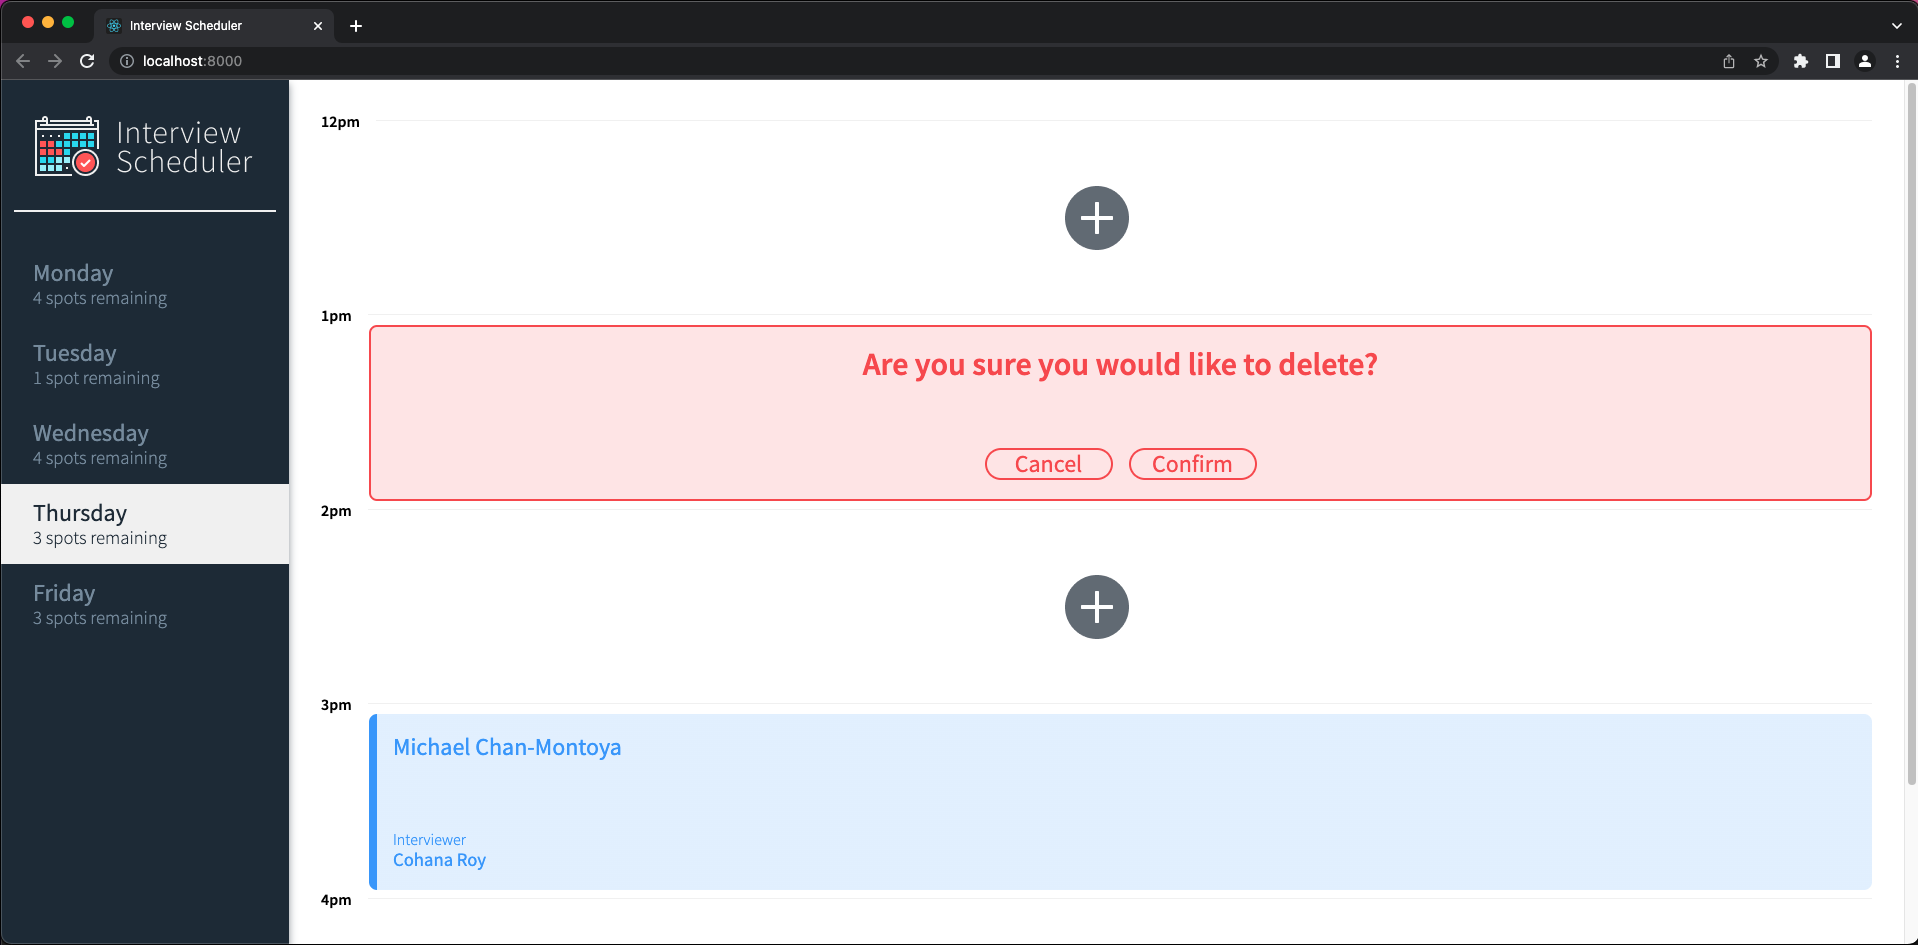 Interview Scheduler
localhost:8000
Interview
Scheduler
Monday
4 spots remaining
Tuesday
1 spot remaining
Wednesday
4 spots remaining
Thursday
3 spots remaining
Friday
3 spots remaining
12pm
1pm
Are you sure you would like to delete?
Cancel Confirm
2pm
3pm
Michael Chan-Montoya
Interviewer
Cohana Roy
4pm